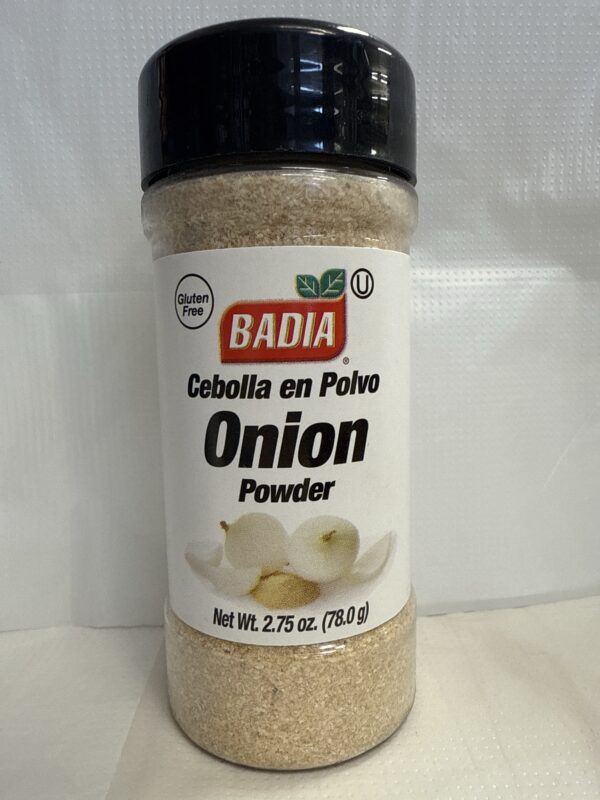 Gluten
Free
U
BADIA
®
Cebolla en Polvo
Onion
Powder
Net Wt. 2.75 oz. (78.0 g)